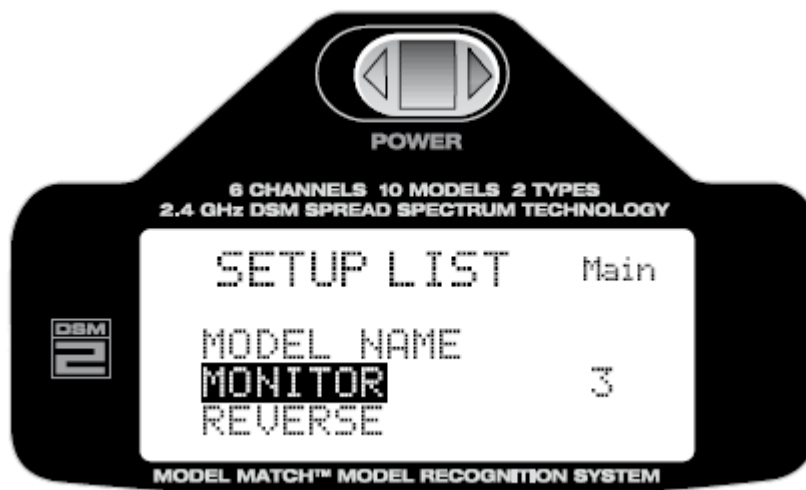 POWER
6 CHANNELS 10 MODELS 2 TYPES
2.4 GHz DSM SPREAD SPECTRUM TECHNOLOGY
SETUP LIST Main
DSM
2
MODEL NAME
MONITOR 3
REVERSE
MODEL MATCH™ MODEL RECOGNITION SYSTEM